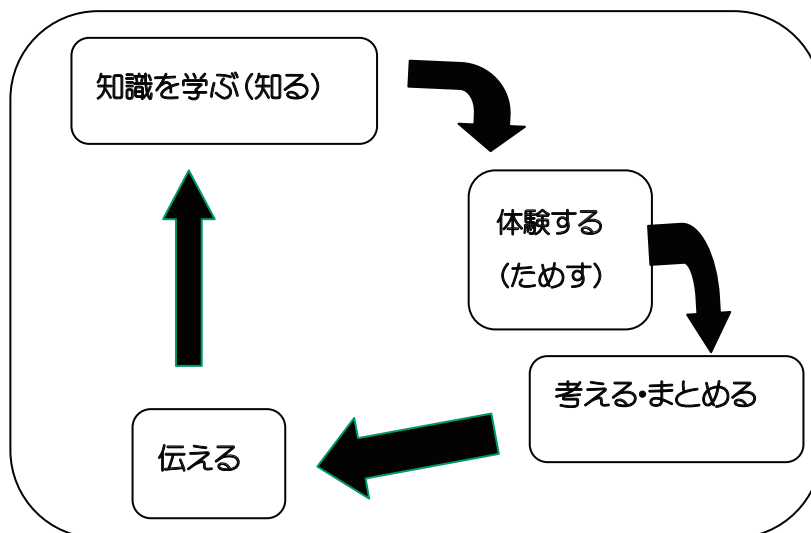 知識を学ぶ(知る)
体験する
(ためす)
考える・まとめる
伝える